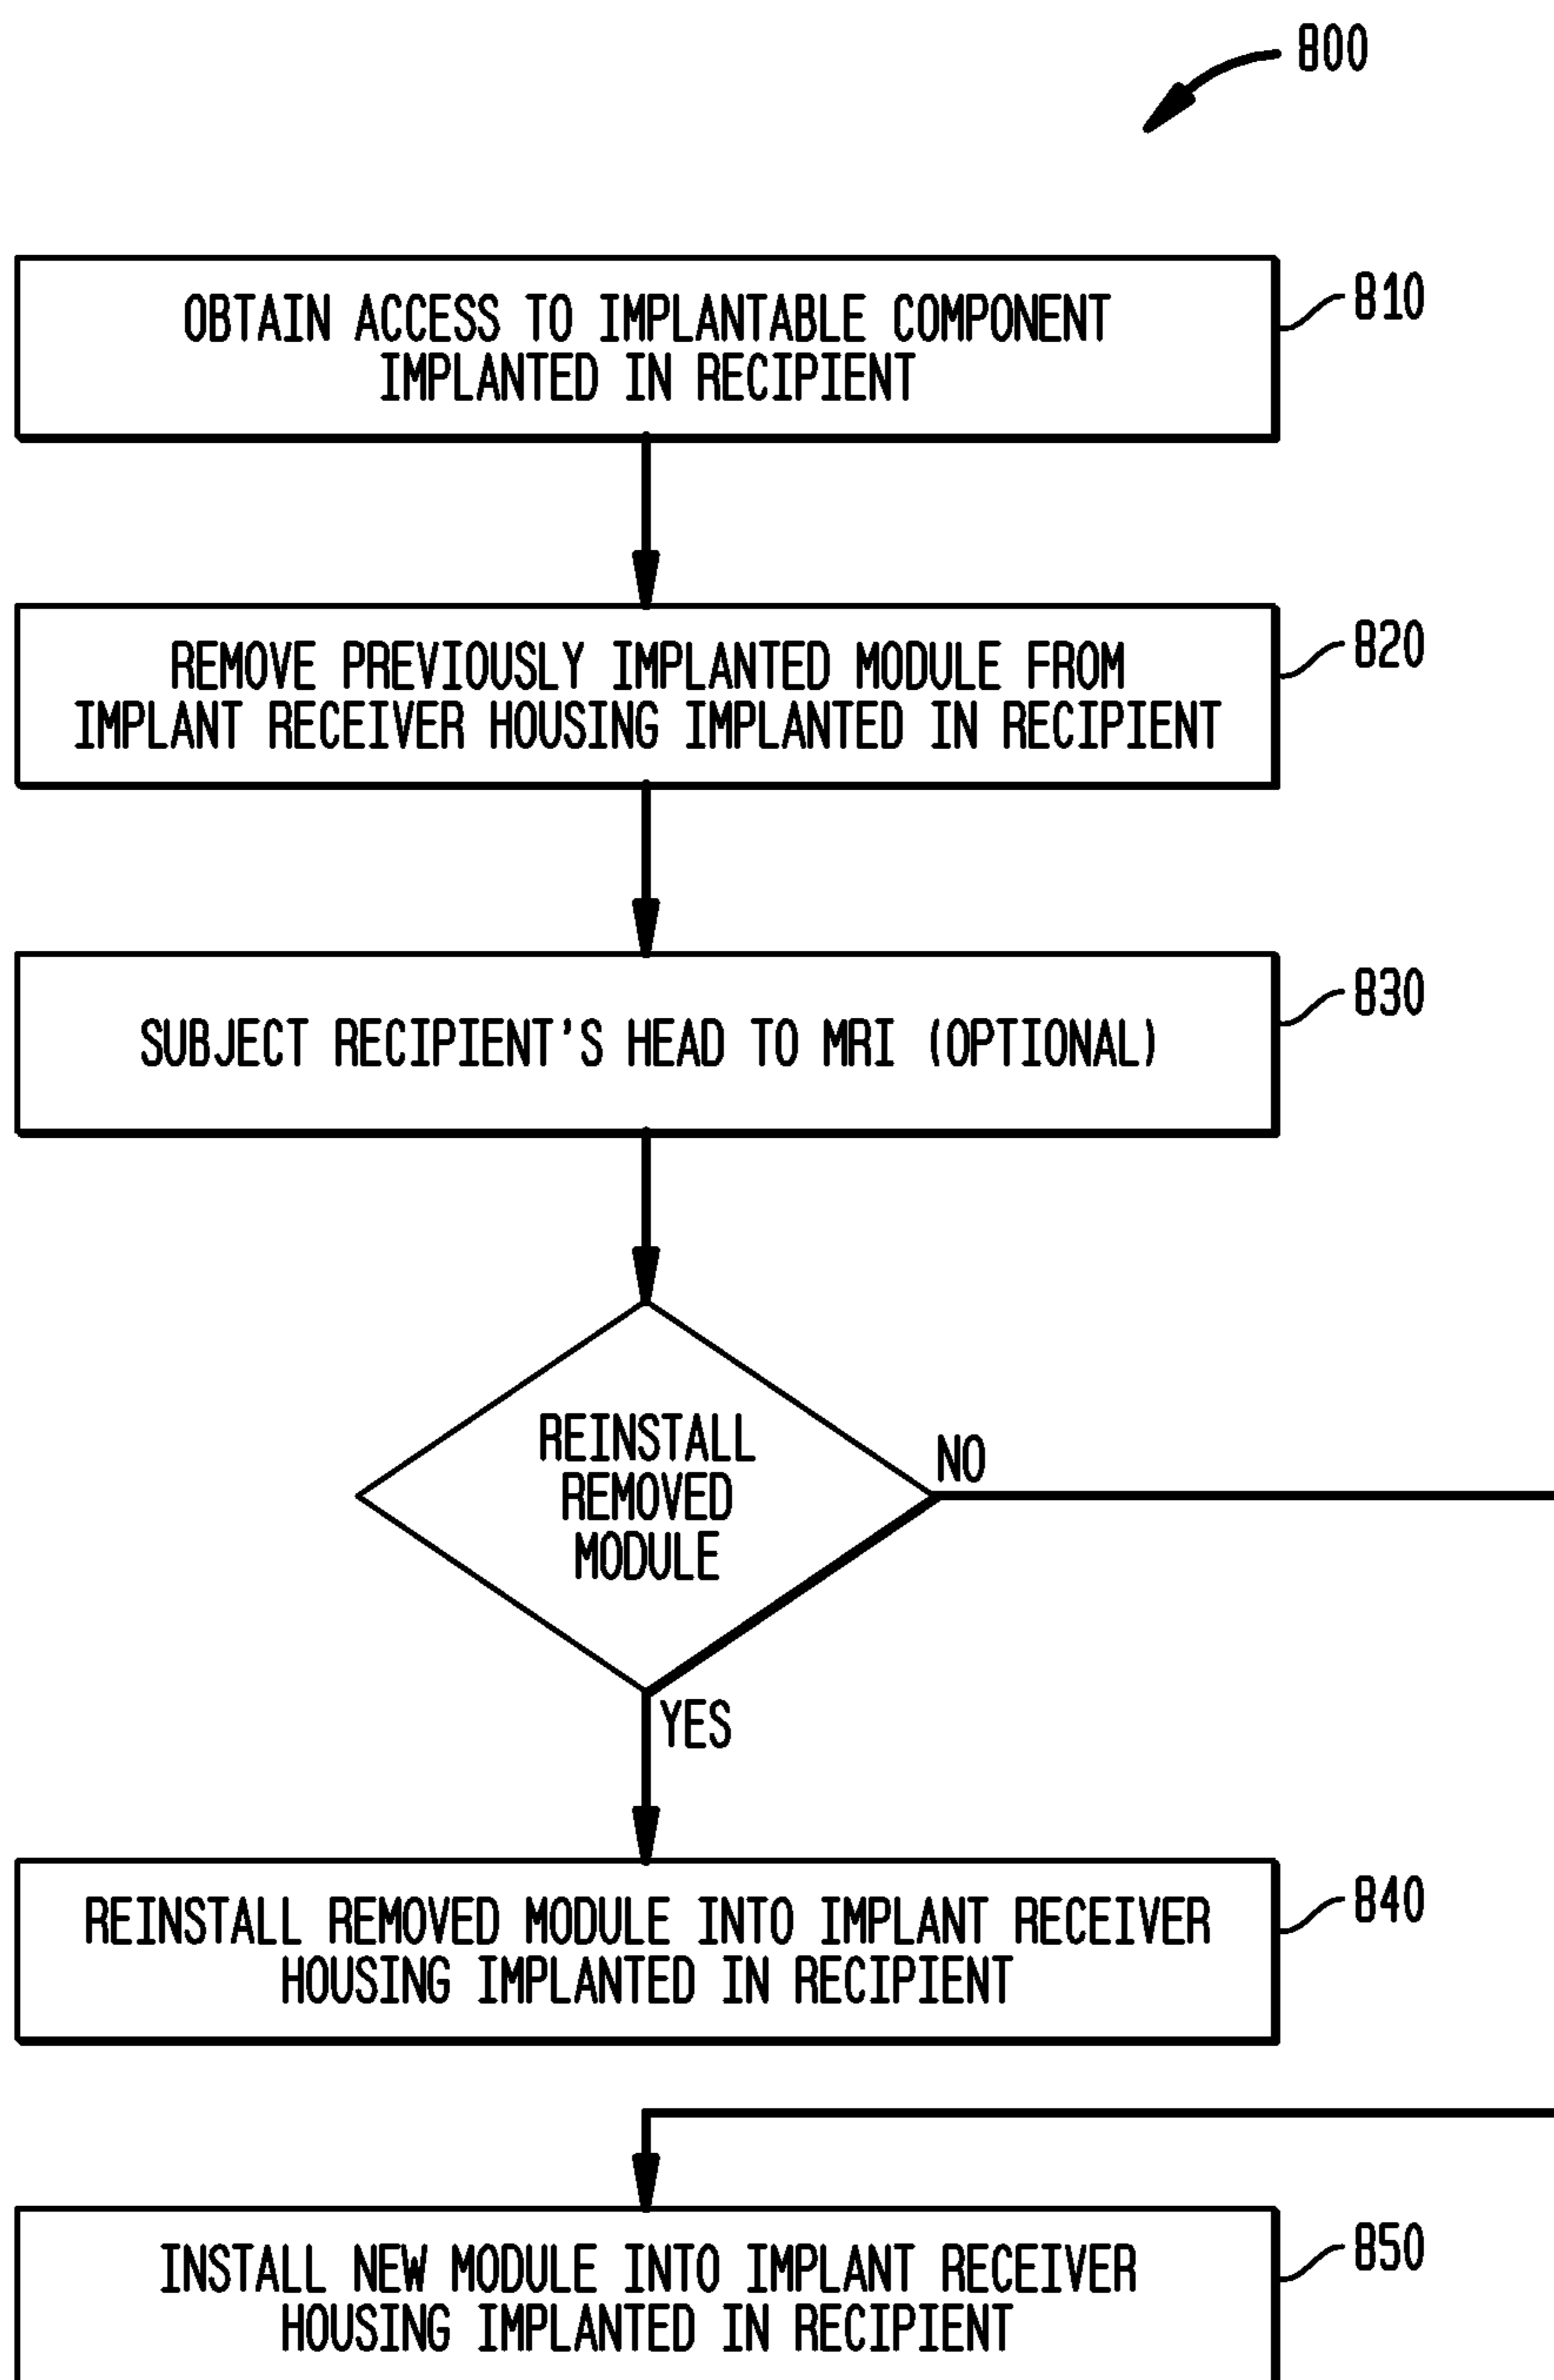 800
OBTAIN ACCESS TO IMPLANTABLE COMPONENT
IMPLANTED IN RECIPIENT
810
REMOVE PREVIOUSLY IMPLANTED MODULE FROM
IMPLANT RECEIVER HOUSING IMPLANTED IN RECIPIENT
820
SUBJECT RECIPIENT'S HEAD TO MRI (OPTIONAL)
830
REINSTALL
REMOVED
MODULE
NO
YES
REINSTALL REMOVED MODULE INTO IMPLANT RECEIVER
HOUSING IMPLANTED IN RECIPIENT
840
INSTALL NEW MODULE INTO IMPLANT RECEIVER
HOUSING IMPLANTED IN RECIPIENT
850